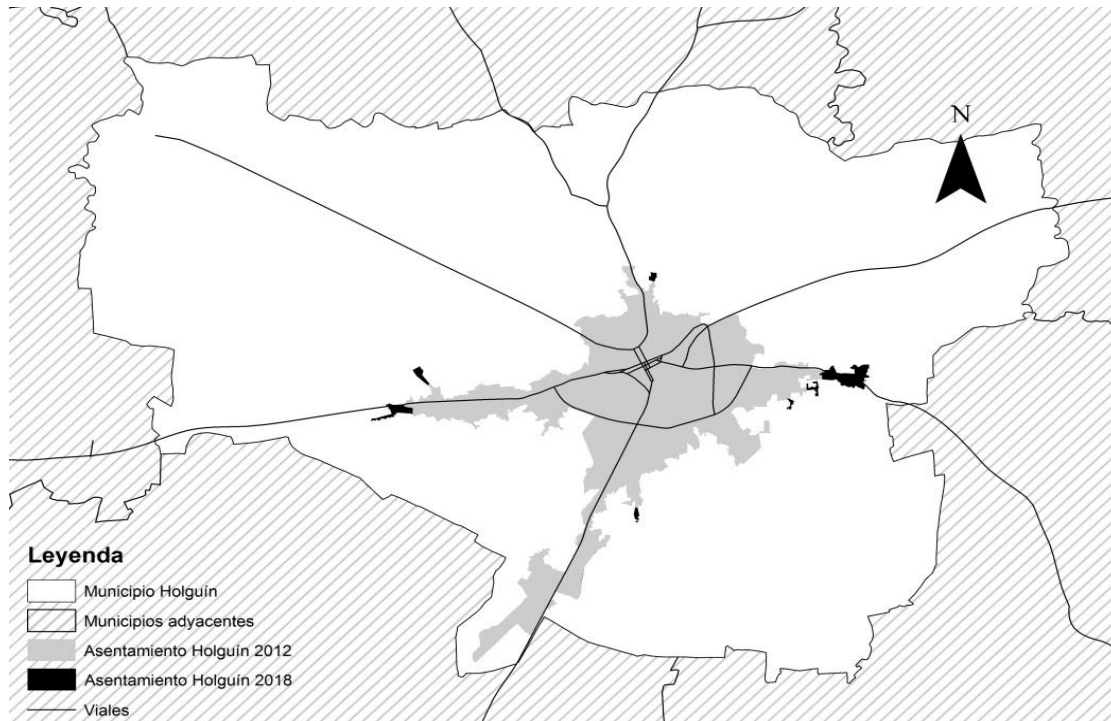 N
Leyenda
Municipio Holguín
Municipios adyacentes
Asentamiento Holguín 2012
Asentamiento Holguín 2018
Viales